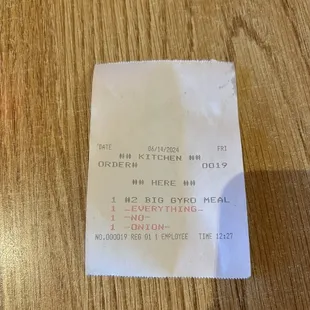 DATE 06/14/2024 FRI
## KITCHEN ##
ORDER# 0019
## HERE ##
1 #2 BIG GYRO MEAL
1 -EVERYTHING-
1 -NO-
1 -ONION-
NO.000019 REG 01 1 EMPLOYEE TIME 12:27